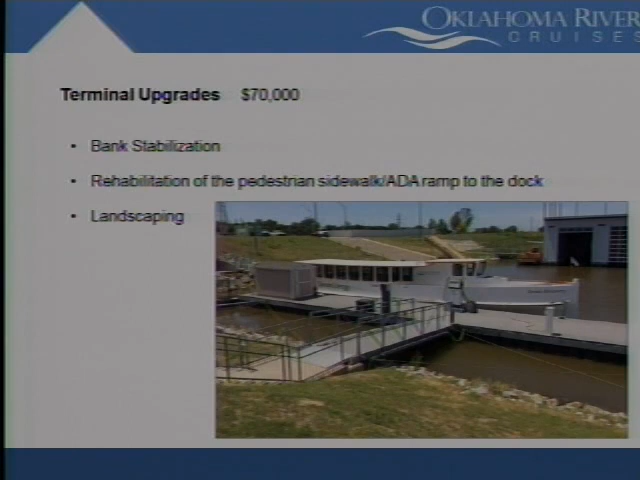 OKLAHOMA RIVER
CRUISES
Terminal Upgrades $70,000
• Bank Stabilization
• Rehabilitation of the pedestrian sidewalk/ADA ramp to the dock
• Landscaping